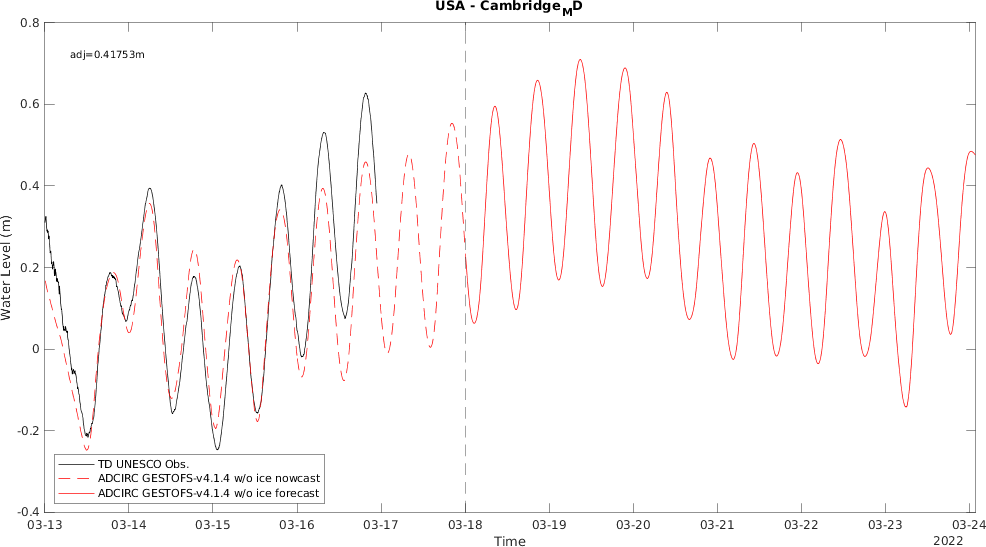 USA - Cambridge_MD
adj=0.41753m
0.8
0.6
0.4
0.2
0
-0.2
-0.4
Water Level (m)
TD UNESCO Obs.
ADCIRC GESTOFS-v4.1.4 w/o ice nowcast
ADCIRC GESTOFS-v4.1.4 w/o ice forecast
03-13 03-14 03-15 03-16 03-17 03-18 03-19 03-20 03-21 03-22 03-23 03-24
Time
2022